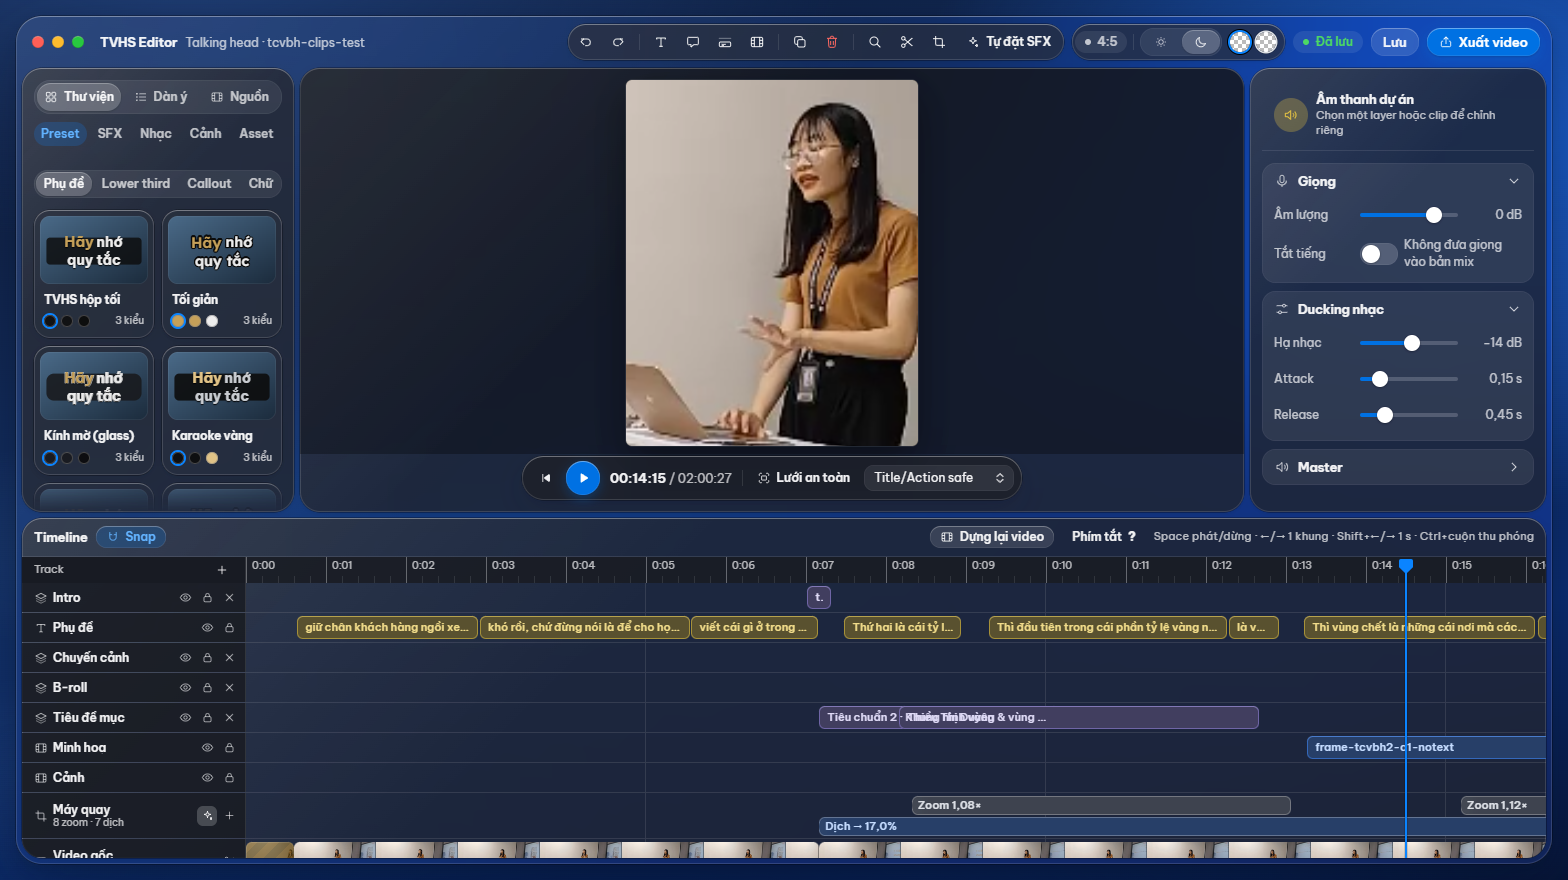 TVHS Editor Talking head · tcvbh-clips-test
Tự đặt SFX
4:5
Đã lưu
Lưu
Xuất video
Thư viện Dàn ý Nguồn
Preset SFX Nhạc Cảnh Asset
Phụ đề Lower third Callout Chữ
Hãy nhớ
quy tắc
TVHS hộp tối
3 kiểu
Hãy nhớ
quy tắc
Tối giản
3 kiểu
Hãy nhớ
quy tắc
Kính mờ (glass)
3 kiểu
Hãy nhớ
quy tắc
Karaoke vàng
3 kiểu
00:14:15 / 02:00:27
Lưới an toàn
Title/Action safe
Âm thanh dự án
Chọn một layer hoặc clip để chỉnh
riêng
Giọng
Âm lượng 0 dB
Tắt tiếng
Không đưa giọng
vào bản mix
Ducking nhạc
Hạ nhạc -14 dB
Attack 0,15 s
Release 0,45 s
Master
Timeline Snap
Dựng lại video
Phím tắt ?
Space phát/dừng · ←/→ 1 khung · Shift+←/→ 1 s · Ctrl+cuộn thu phóng
Track
0:00 0:01 0:02 0:03 0:04 0:05 0:06 0:07 0:08 0:09 0:10 0:11 0:12 0:13 0:14 0:15
Intro
t.
Phụ đề
giữ chân khách hàng ngồi xe...
khó rồi, chứ đừng nói là để cho họ...
viết cái gì ở trong ...
Thứ hai là cái tỷ l...
Thì đầu tiên trong cái phần tỷ lệ vàng n...
là v...
Thì vùng chết là những cái nơi mà các...
Chuyển cảnh
B-roll
Tiêu đề mục
Tiêu chuẩn 2 · & vùng ...
Minh hoạ
frame-tcvbh2-c1-notext
Cảnh
Máy quay
8 zoom · 7 dịch
Zoom 1,08×
Zoom 1,12×
Dịch → 17,0%
Video gốc